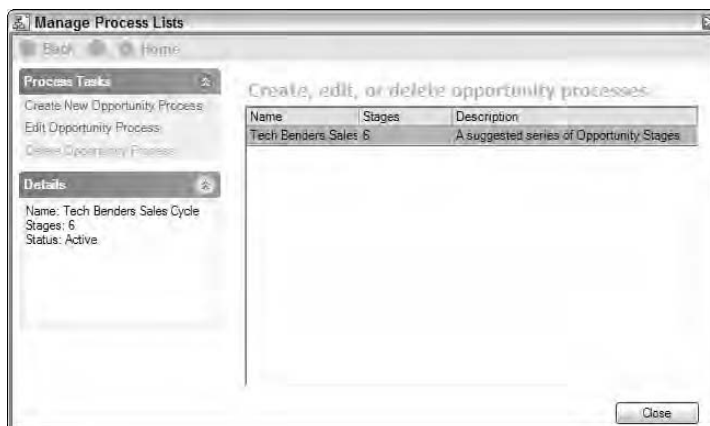 Manage Process Lists
Back Home
Process Tasks
Create New Opportunity Process
Edit Opportunity Process
Delete Opportunity Process
Create, edit, or delete opportunity processes
Name Stages Description
Tech Benders Sales 6 A suggested series of Opportunity Stages
Details
Name: Tech Benders Sales Cycle
Stages: 6
Status: Active
Close